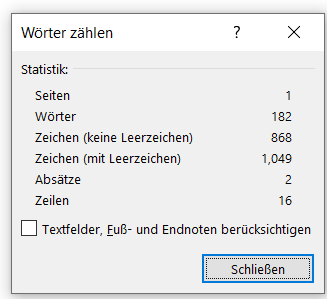 Wörter zählen ?
Statistik:
Seiten 1
Wörter 182
Zeichen (keine Leerzeichen) 868
Zeichen (mit Leerzeichen) 1,049
Absätze 2
Zeilen 16
Textfelder, Fuß- und Endnoten berücksichtigen
Schließen